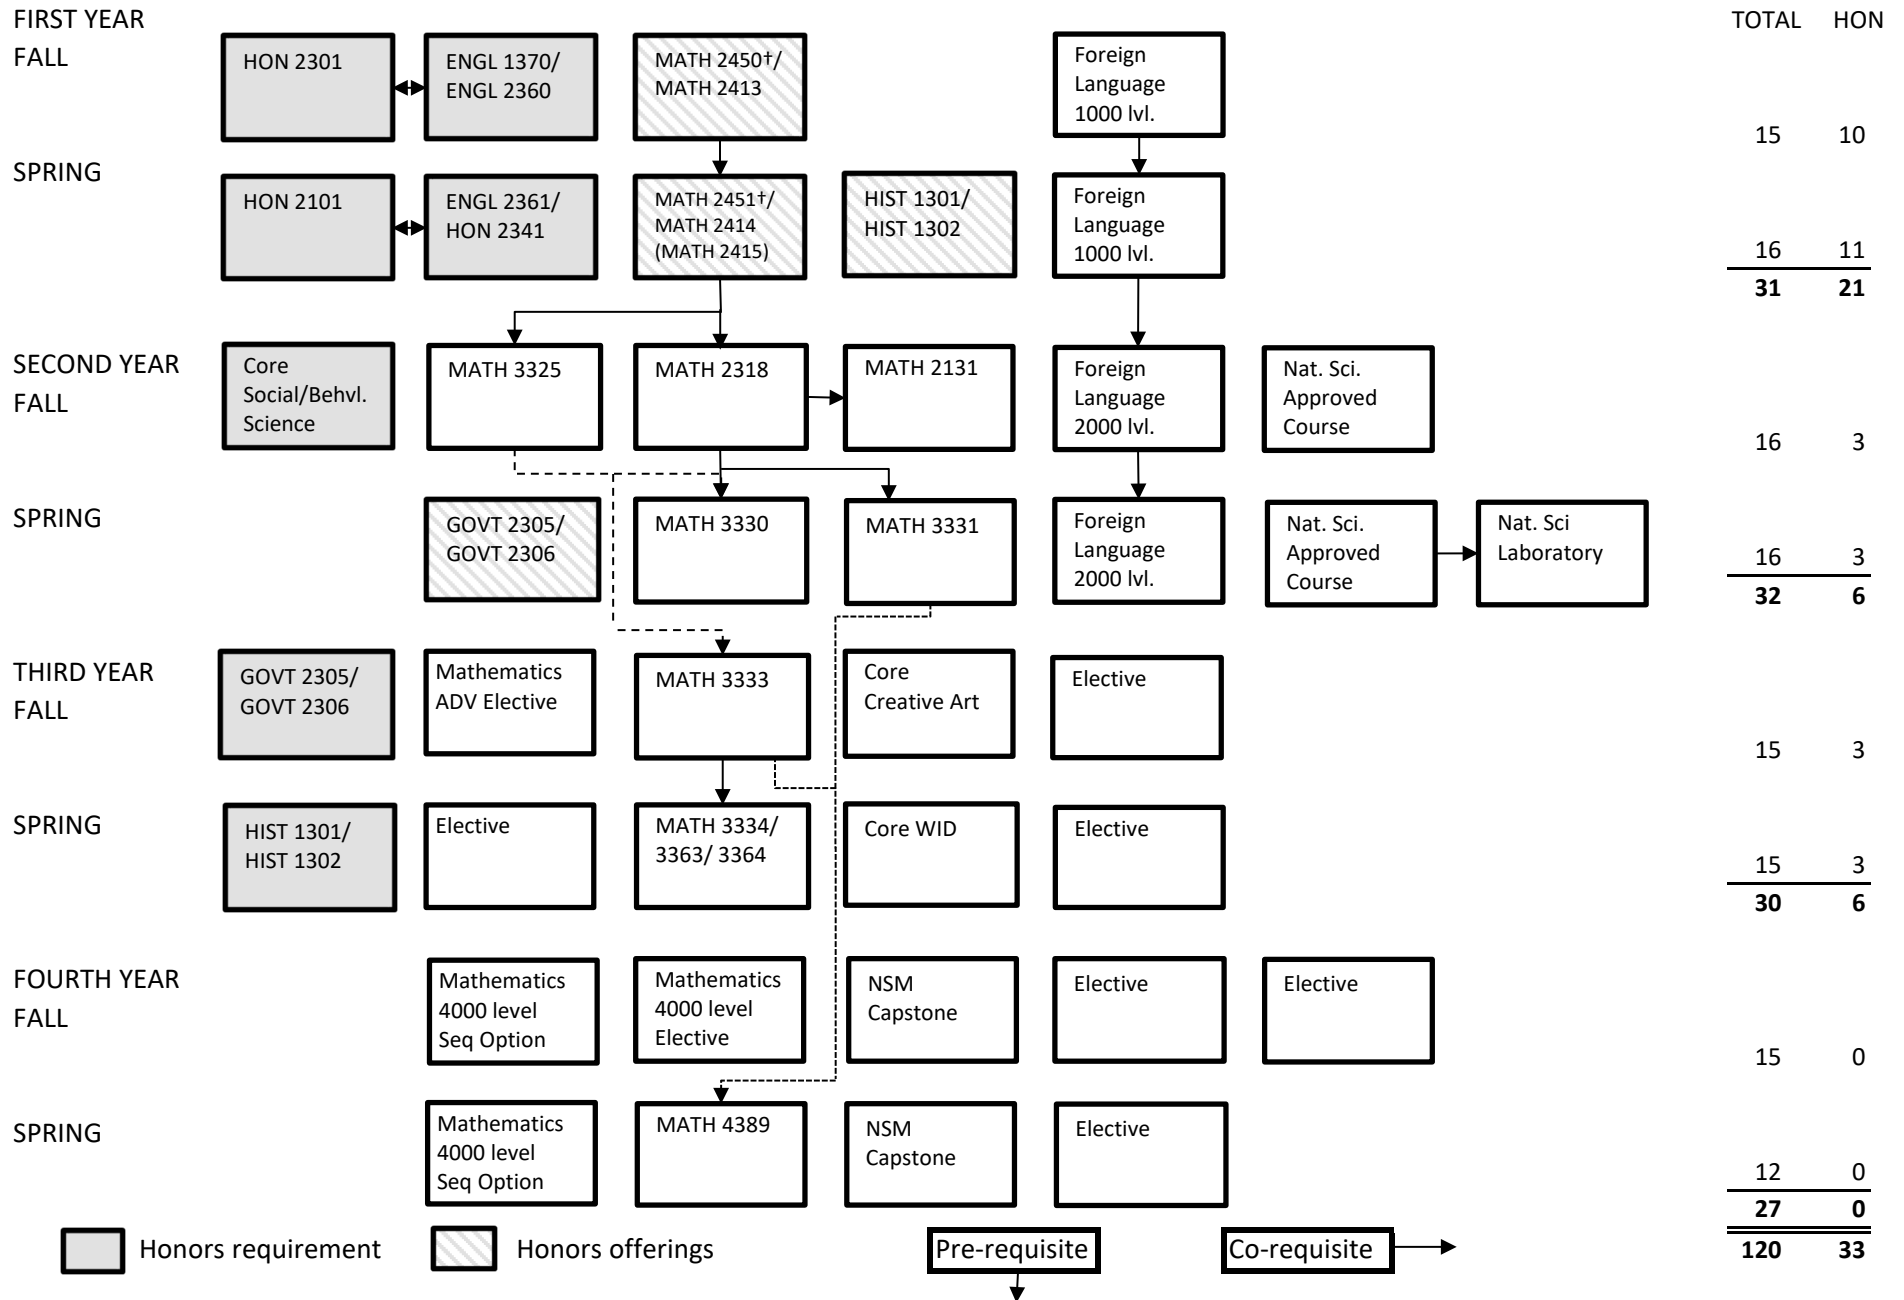 FIRST YEAR
FALL
TOTAL HON
HON 2301
ENGL 1370/
ENGL 2360
MATH 2450†/
MATH 2413
Foreign
Language
1000 lvl.
15 10
SPRING
HON 2101
ENGL 2361/
HON 2341
MATH 2451†/
MATH 2414
(MATH 2415)
HIST 1301/
HIST 1302
Foreign
Language
1000 lvl.
16 11
31 21
SECOND YEAR
FALL
Core
Social/Behvl.
Science
MATH 3325
MATH 2318
MATH 2131
Foreign
Language
2000 lvl.
Nat. Sci.
Approved
Course
16 3
SPRING
GOVT 2305/
GOVT 2306
MATH 3330
MATH 3331
Foreign
Language
2000 lvl.
Nat. Sci.
Approved
Course
Nat. Sci
Laboratory
16 3
32 6
THIRD YEAR
FALL
GOVT 2305/
GOVT 2306
Mathematics
ADV Elective
MATH 3333
Core
Creative Art
Elective
15 3
SPRING
HIST 1301/
HIST 1302
Elective
MATH 3334/
3363/ 3364
Core WID
Elective
15 3
30 6
FOURTH YEAR
FALL
Mathematics
4000 level
Seq Option
Mathematics
4000 level
Elective
NSM
Capstone
Elective
Elective
15 0
SPRING
Mathematics
4000 level
Seq Option
MATH 4389
NSM
Capstone
Elective
12 0
27 0
120 33
Honors requirement
Honors offerings
Pre-requisite
Co-requisite